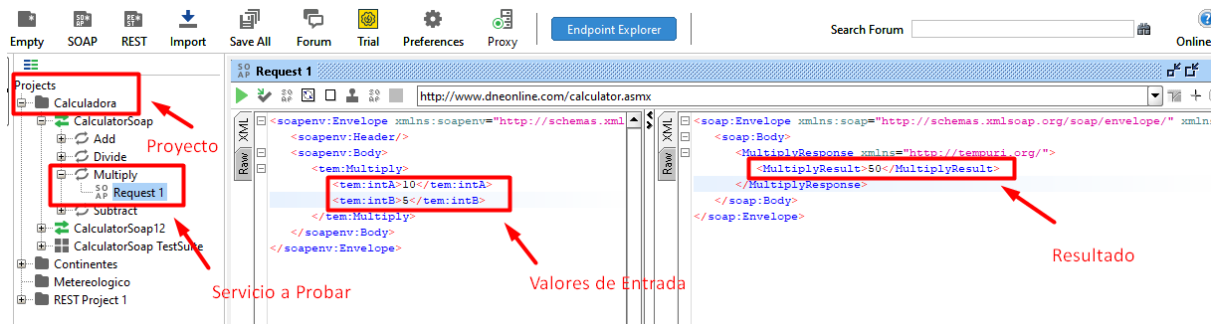 Empty SOAP REST Import Save All Forum Trial Preferences Proxy Endpoint Explorer Search Forum Online
Projects
Calculadora
CalculatorSoap
Add
Divide
Multiply
SOAP Request 1
Subtract
CalculatorSoap12
CalculatorSoap TestSuite
Continentes
Metereologico
REST Project 1
Proyecto
Servicio a Probar
SOAP Request 1
http://www.dneonline.com/calculator.asmx
XML
Raw
<soapenv:Envelope xmlns:soapenv="http://schemas.xml
<soapenv:Header/>
<soapenv:Body>
<tem:Multiply>
<tem:intA>10</tem:intA>
<tem:intB>5</tem:intB>
</tem:Multiply>
</soapenv:Body>
</soapenv:Envelope>
Valores de Entrada
XML
Raw
<soap:Envelope xmlns:soap="http://schemas.xmlsoap.org/soap/envelope/" xmlns
<soap:Body>
<MultiplyResponse xmlns="http://tempuri.org/">
<MultiplyResult>50</MultiplyResult>
</MultiplyResponse>
</soap:Body>
</soap:Envelope>
Resultado